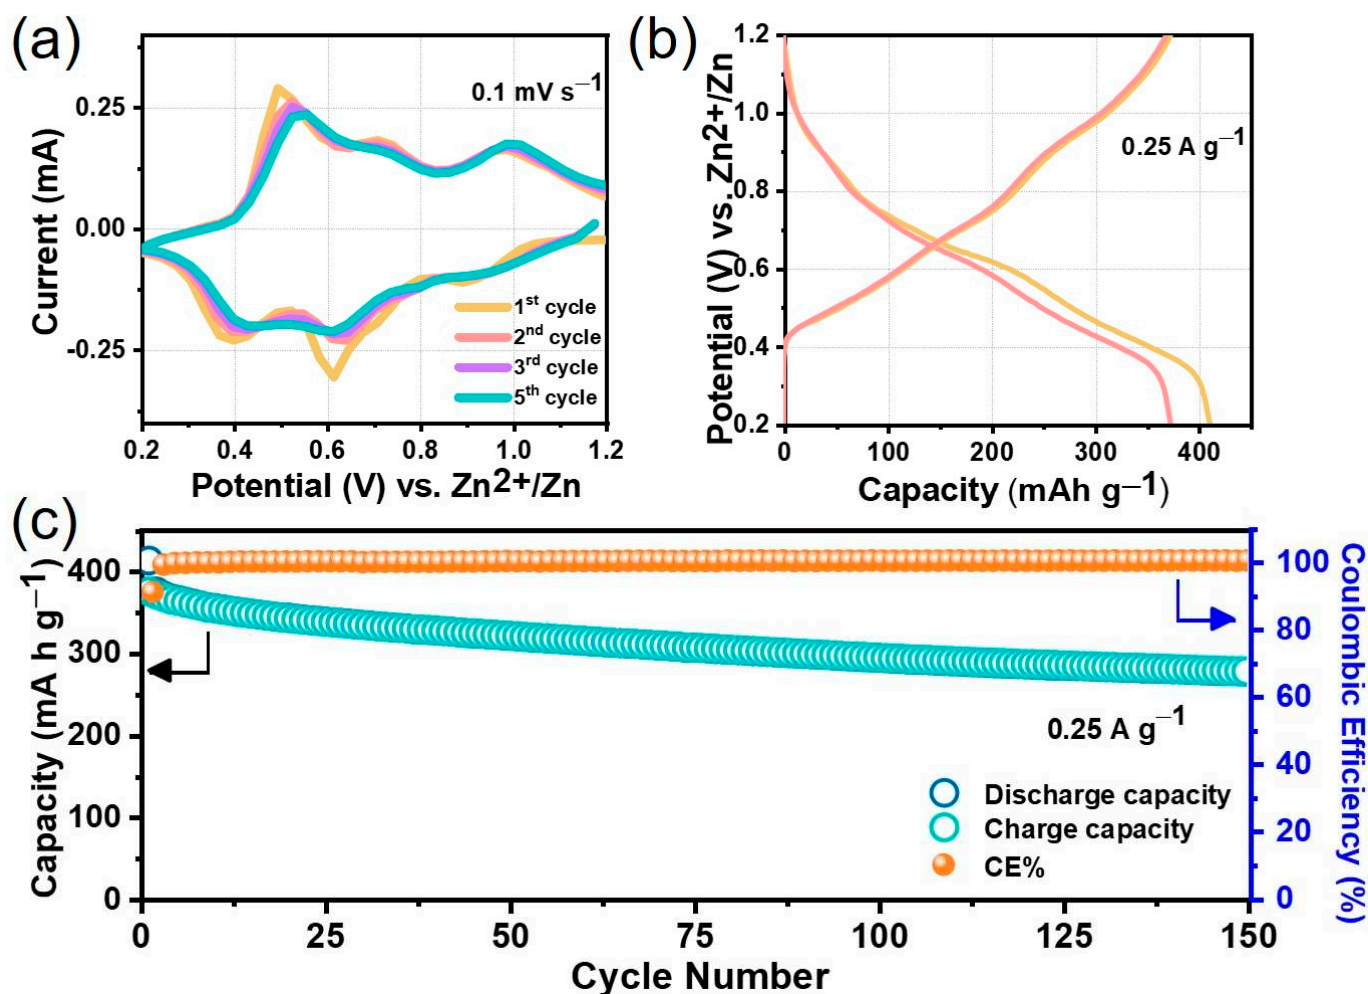 (a)
0.1 mV s⁻¹
0.25
0.00
-0.25
Current (mA)
1st cycle
2nd cycle
3rd cycle
5th cycle
0.2 0.4 0.6 0.8 1.0 1.2
Potential (V) vs. Zn2+/Zn
(b)
1.2
1.0
0.8
0.6
0.4
0.2
Potential (V) vs. Zn2+/Zn
0.25 A g⁻¹
0 100 200 300 400
Capacity (mAh g⁻¹)
(c)
400
300
200
100
0
Capacity (mA h g⁻¹)
100
80
60
40
20
0
Coulombic Efficiency (%)
0.25 A g⁻¹
Discharge capacity
Charge capacity
CE%
0 25 50 75 100 125 150
Cycle Number